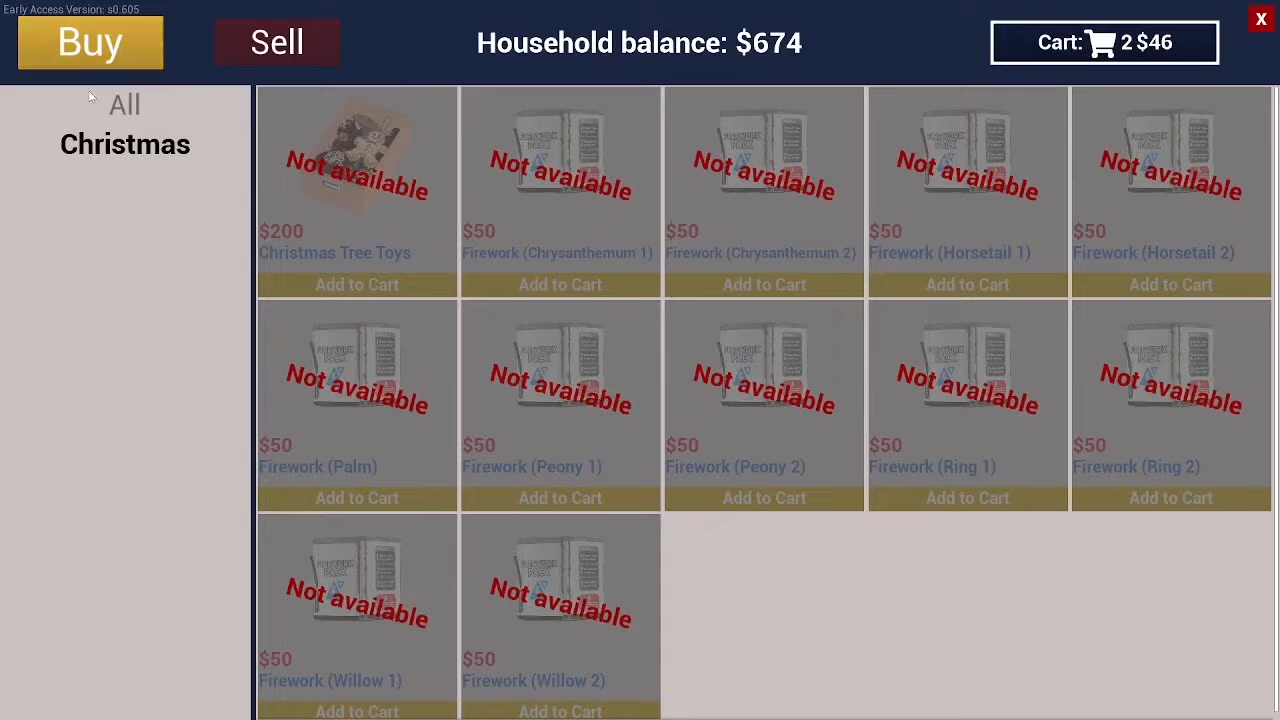 Early Access Version: s0.605
Buy
Sell
Household balance: $674
Cart: 2 $46
X
All
Christmas
Not available
$200
Christmas Tree Toys
Add to Cart
Not available
$50
Firework (Chrysanthemum 1)
Add to Cart
Not available
$50
Firework (Chrysanthemum 2)
Add to Cart
Not available
$50
Firework (Horsetail 1)
Add to Cart
Not available
$50
Firework (Horsetail 2)
Add to Cart
Not available
$50
Firework (Palm)
Add to Cart
Not available
$50
Firework (Peony 1)
Add to Cart
Not available
$50
Firework (Peony 2)
Add to Cart
Not available
$50
Firework (Ring 1)
Add to Cart
Not available
$50
Firework (Ring 2)
Add to Cart
Not available
$50
Firework (Willow 1)
Add to Cart
Not available
$50
Firework (Willow 2)
Add to Cart